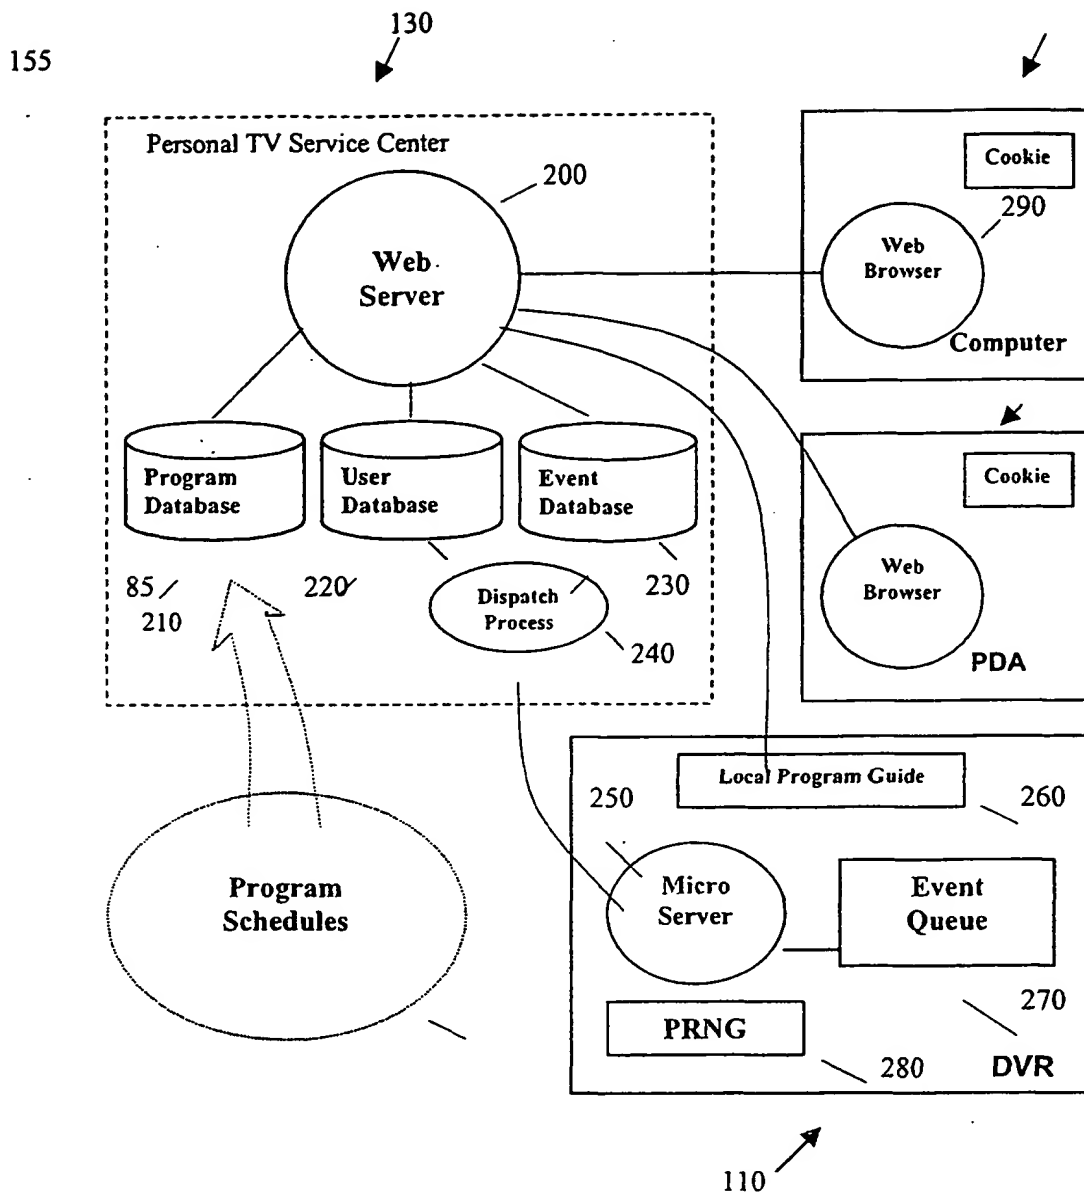 130
155
Personal TV Service Center
200
Web
Server
Cookie
290
Web
Browser
Computer
Program
Database
User
Database
Event
Database
Cookie
85
210
220
230
Dispatch
Process
240
Web
Browser
PDA
Local Program Guide
250
260
Program
Schedules
Micro
Server
Event
Queue
270
PRNG
280
DVR
110